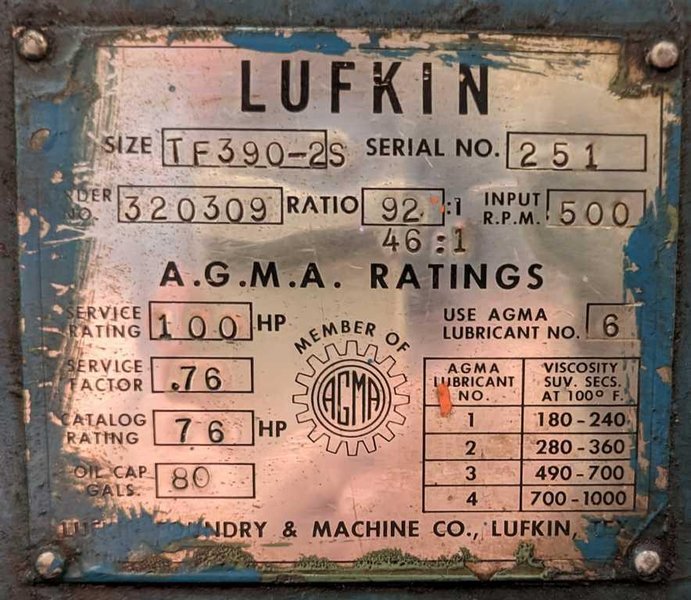 LUFKIN
SIZE TF390-2S SERIAL NO. 251
NO. 320309 RATIO 92 :1 INPUT R.P.M. 500
46:1
A.G.M.A. RATINGS
SERVICE RATING 100 HP
USE AGMA LUBRICANT NO. 6
SERVICE FACTOR .76
CATALOG RATING 76 HP
OIL CAP. GALS. 80
MEMBER OF
AGMA
AGMA LUBRICANT NO. VISCOSITY SUV. SECS. AT 100° F.
1 180-240
2 280-360
3 490-700
4 700-1000
& MACHINE CO., LUFKIN,